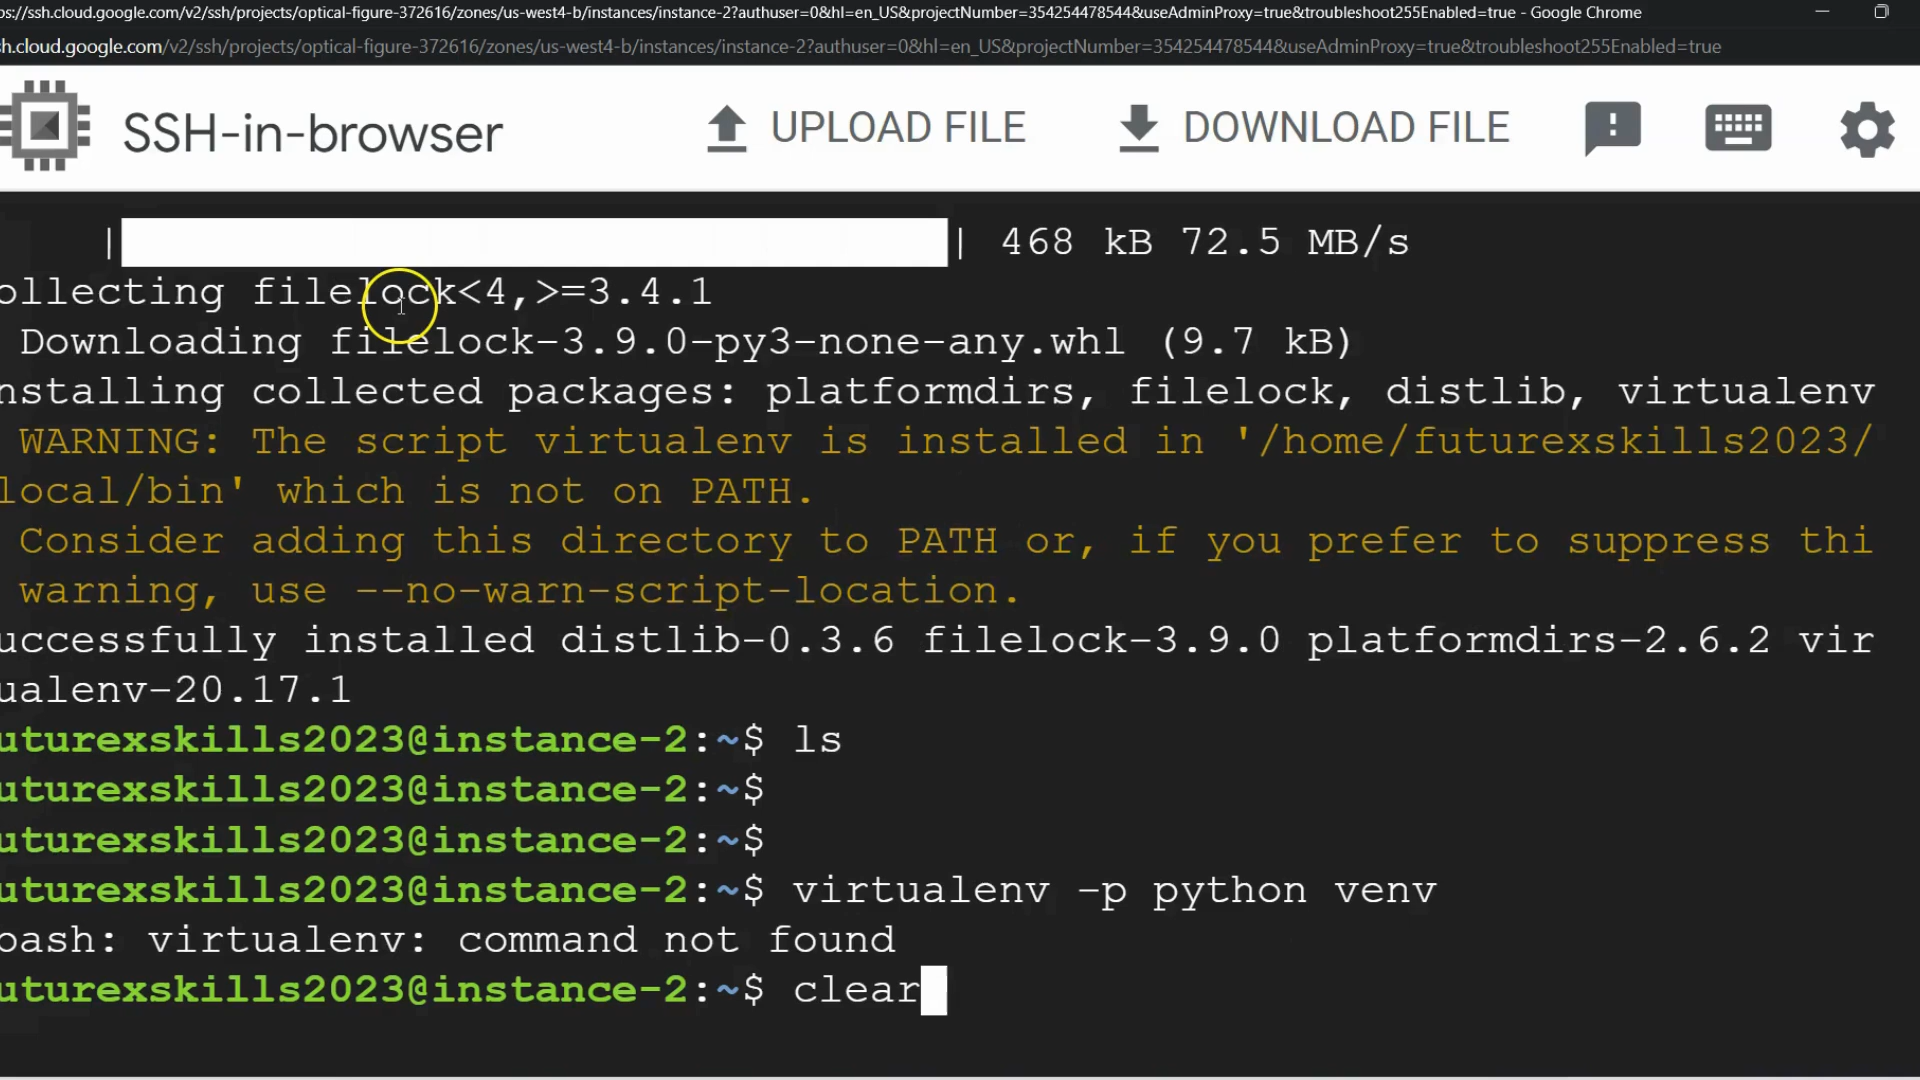 os://ssh.cloud.google.com/v2/ssh/projects/optical-figure-372616/zones/us-west4-b/instances/instance-2?authuser=0&hl=en_US&projectNumber=354254478544&useAdminProxy=true&troubleshoot255Enabled=true - Google Chrome
sh.cloud.google.com/v2/ssh/projects/optical-figure-372616/zones/us-west4-b/instances/instance-2?authuser=0&hl=en_US&projectNumber=354254478544&useAdminProxy=true&troubleshoot255Enabled=true
SSH-in-browser UPLOAD FILE DOWNLOAD FILE
| | 468 kB 72.5 MB/s
ollecting filelock<4,>=3.4.1
Downloading filelock-3.9.0-py3-none-any.whl (9.7 kB)
nstalling collected packages: platformdirs, filelock, distlib, virtualenv
WARNING: The script virtualenv is installed in '/home/futurexskills2023/
local/bin' which is not on PATH.
Consider adding this directory to PATH or, if you prefer to suppress thi
warning, use --no-warn-script-location.
uccessfully installed distlib-0.3.6 filelock-3.9.0 platformdirs-2.6.2 vir
ualenv-20.17.1
uturexskills2023@instance-2:~$ ls
uturexskills2023@instance-2:~$
uturexskills2023@instance-2:~$
uturexskills2023@instance-2:~$ virtualenv -p python venv
bash: virtualenv: command not found
uturexskills2023@instance-2:~$ clear